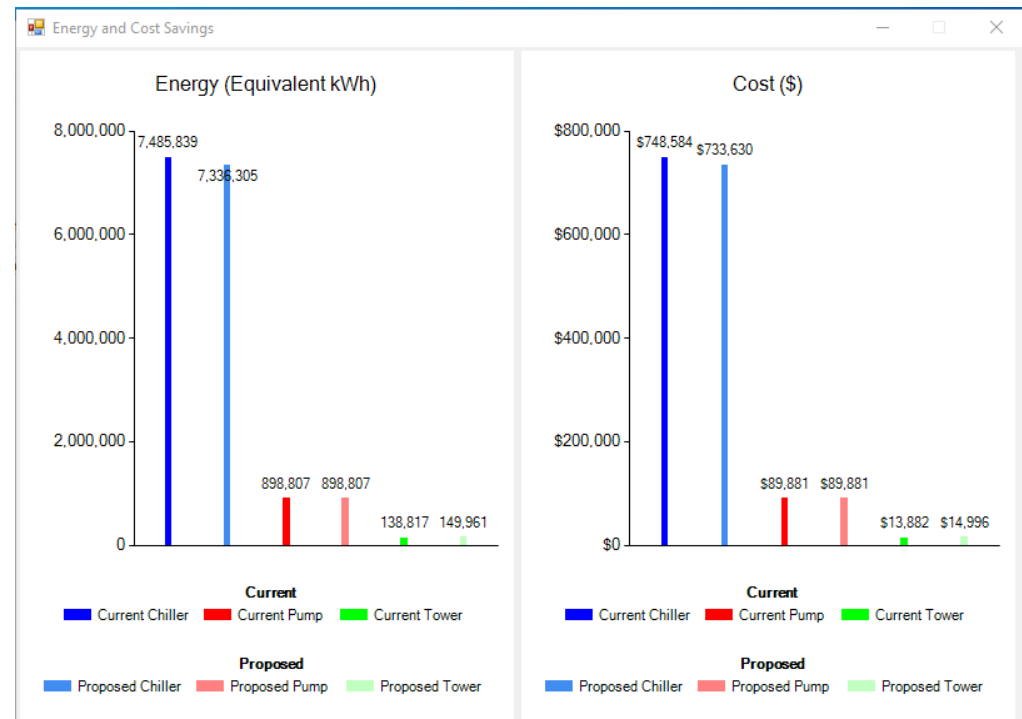 Energy and Cost Savings
Energy (Equivalent kWh)
8,000,000
7,485,839
7,336,305
6,000,000
4,000,000
2,000,000
898,807 898,807
138,817 149,961
0
Current
Current Chiller Current Pump Current Tower
Proposed
Proposed Chiller Proposed Pump Proposed Tower
Cost ($)
$800,000
$748,584
$733,630
$600,000
$400,000
$200,000
$89,881 $89,881
$13,882 $14,996
$0
Current
Current Chiller Current Pump Current Tower
Proposed
Proposed Chiller Proposed Pump Proposed Tower